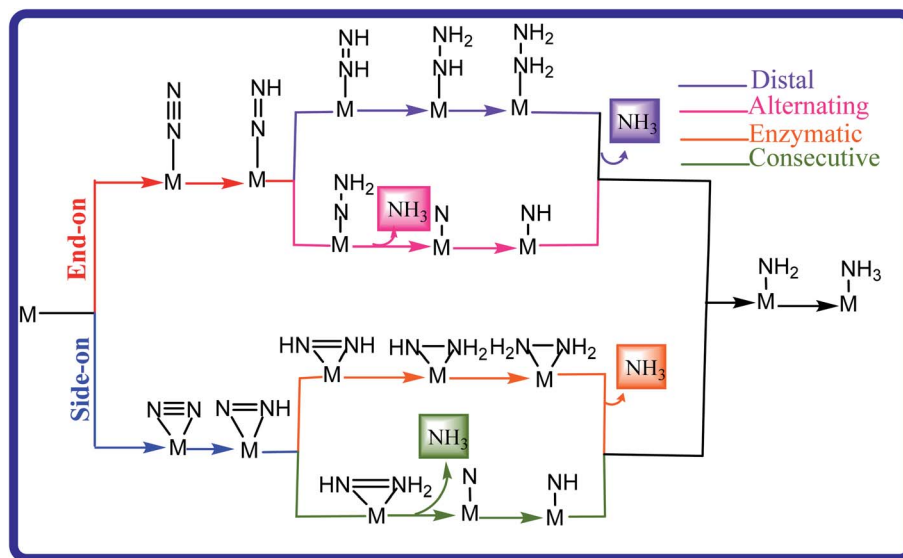 NH
NH
M
NH₂
NH
M
NH₂
NH₂
M
NH₃
Distal
Alternating
Enzymatic
Consecutive
N
N
M
NH
N
M
NH₂
N
M
NH₃
N
M
NH
M
End-on
M
Side-on
NH₂
M
NH₃
M
HN NH
M
HN NH₂
M
H₂N NH₂
M
NH₃
N N
M
N NH
M
NH₃
HN NH₂
M
N
M
NH
M